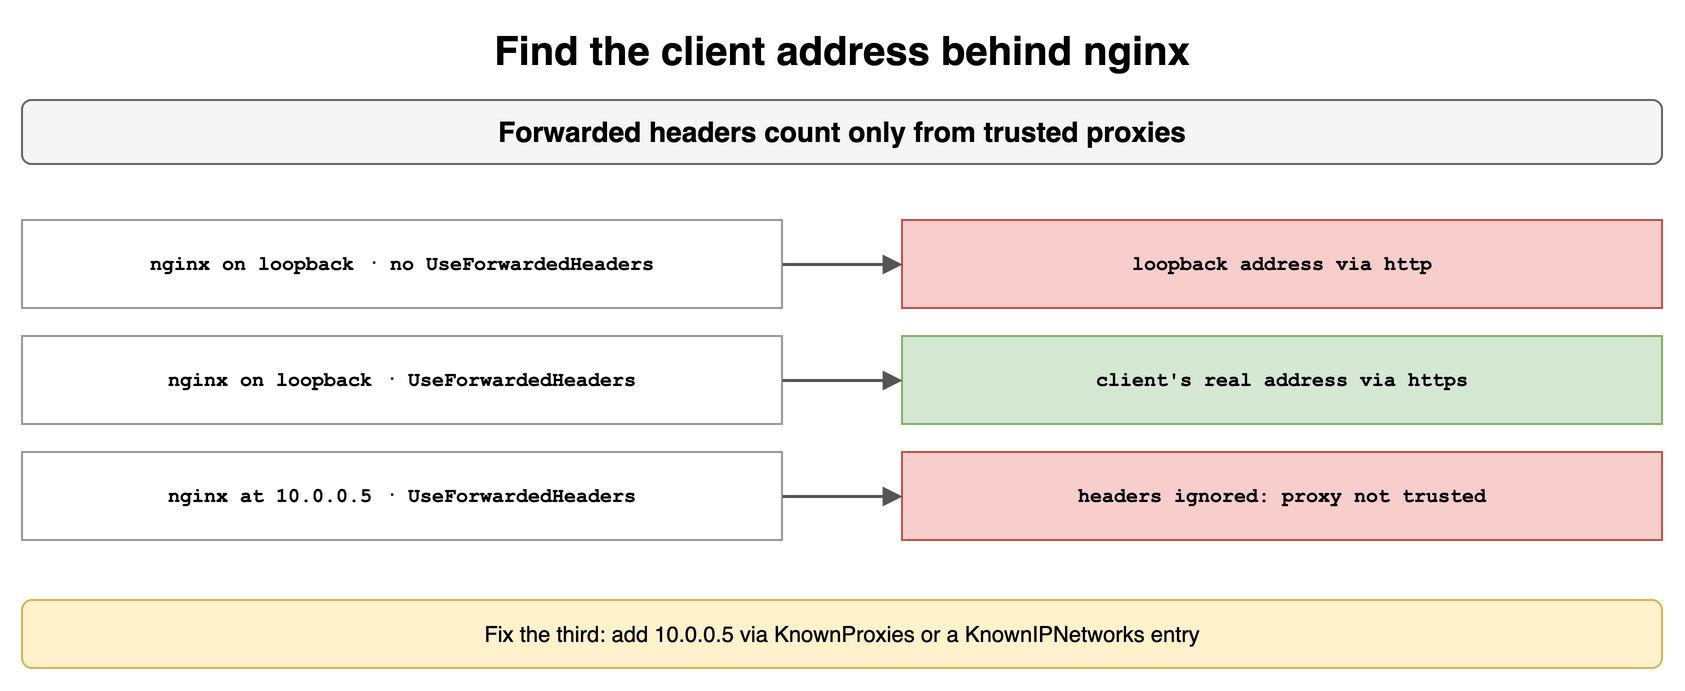 Find the client address behind nginx
Forwarded headers count only from trusted proxies
nginx on loopback · no UseForwardedHeaders
loopback address via http
nginx on loopback · UseForwardedHeaders
client's real address via https
nginx at 10.0.0.5 · UseForwardedHeaders
headers ignored: proxy not trusted
Fix the third: add 10.0.0.5 via KnownProxies or a KnownIPNetworks entry